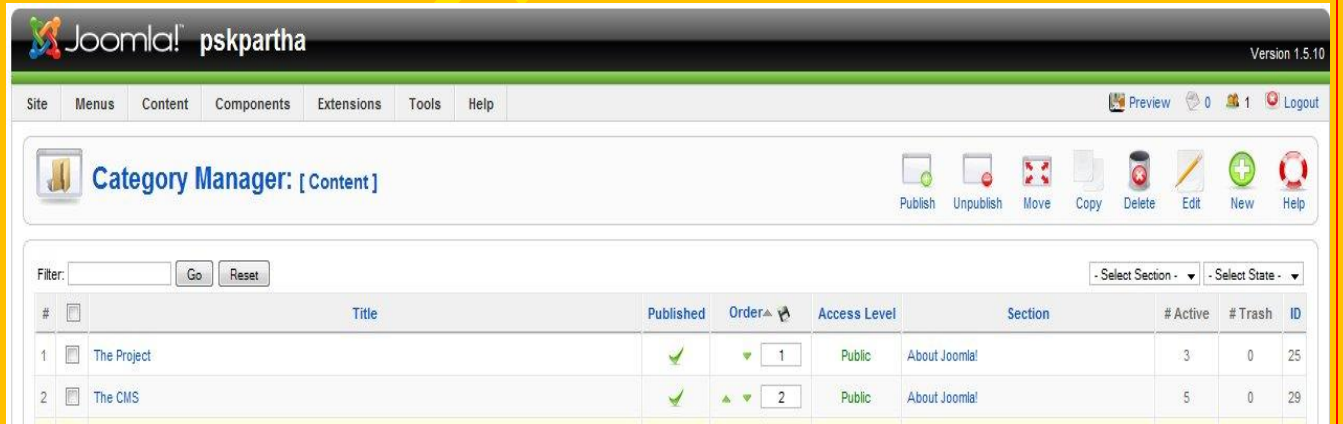 Joomla! pskpartha
Version 1.5.10
Site Menus Content Components Extensions Tools Help Preview 0 1 Logout
Category Manager: [ Content ]
Publish Unpublish Move Copy Delete Edit New Help
Filter: Go Reset - Select Section - - Select State -
# Title Published Order Access Level Section # Active # Trash ID
1 The Project 1 Public About Joomla! 3 0 25
2 The CMS 2 Public About Joomla! 5 0 29